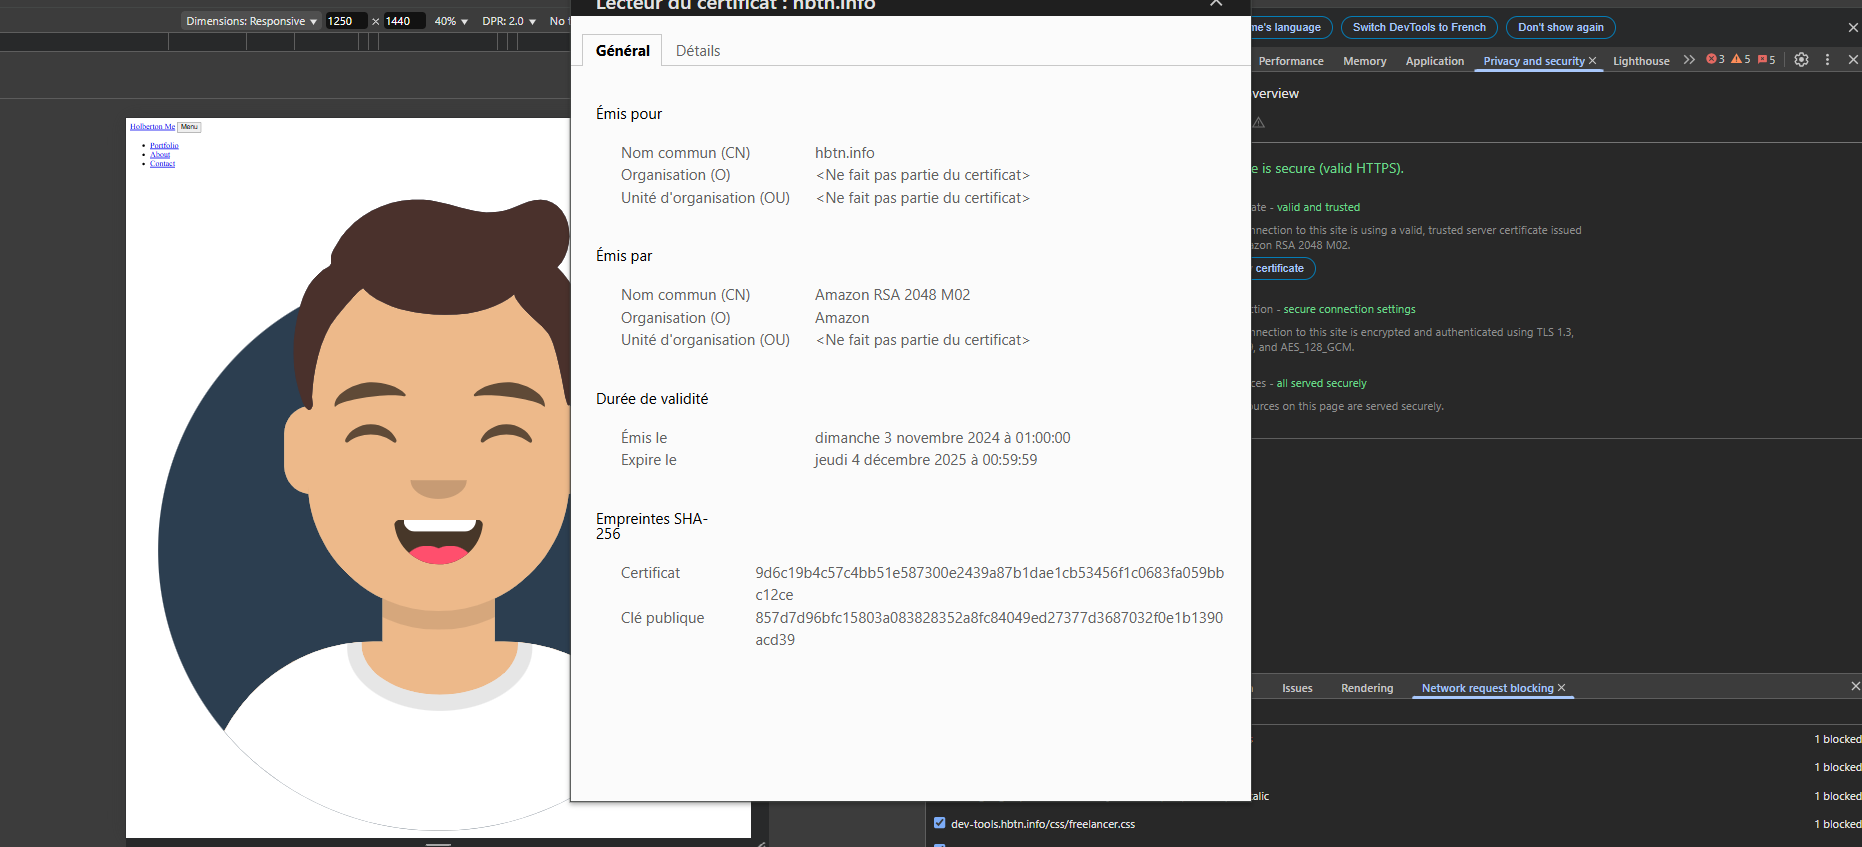 Dimensions: Responsive ▼ 1250 × 1440 40% ▼ DPR: 2.0 ▼ No
Holberton Me Menu
Portfolio
About
Contact
Lecteur du certificat : hbtn.info
Général Détails
Émis pour
Nom commun (CN) hbtn.info
Organisation (O) <Ne fait pas partie du certificat>
Unité d'organisation (OU) <Ne fait pas partie du certificat>
Émis par
Nom commun (CN) Amazon RSA 2048 M02
Organisation (O) Amazon
Unité d'organisation (OU) <Ne fait pas partie du certificat>
Durée de validité
Émis le dimanche 3 novembre 2024 à 01:00:00
Expire le jeudi 4 décembre 2025 à 00:59:59
Empreintes SHA-
256
Certificat 9d6c19b4c57c4bb51e587300e2439a87b1dae1cb53456f1c0683fa059bb
c12ce
Clé publique 857d7d96bfc15803a083828352a8fc84049ed27377d3687032f0e1b1390
acd39
me's language Switch DevTools to French Don't show again
Performance Memory Application Privacy and security Lighthouse 3 5 5
verview
e is secure (valid HTTPS).
ate - valid and trusted
nnection to this site is using a valid, trusted server certificate issued
zon RSA 2048 M02.
certificate
ction - secure connection settings
nnection to this site is encrypted and authenticated using TLS 1.3,
, and AES_128_GCM.
ces - all served securely
ources on this page are served securely.
Issues Rendering Network request blocking
1 blocked
1 blocked
talic 1 blocked
dev-tools.hbtn.info/css/freelancer.css 1 blocked